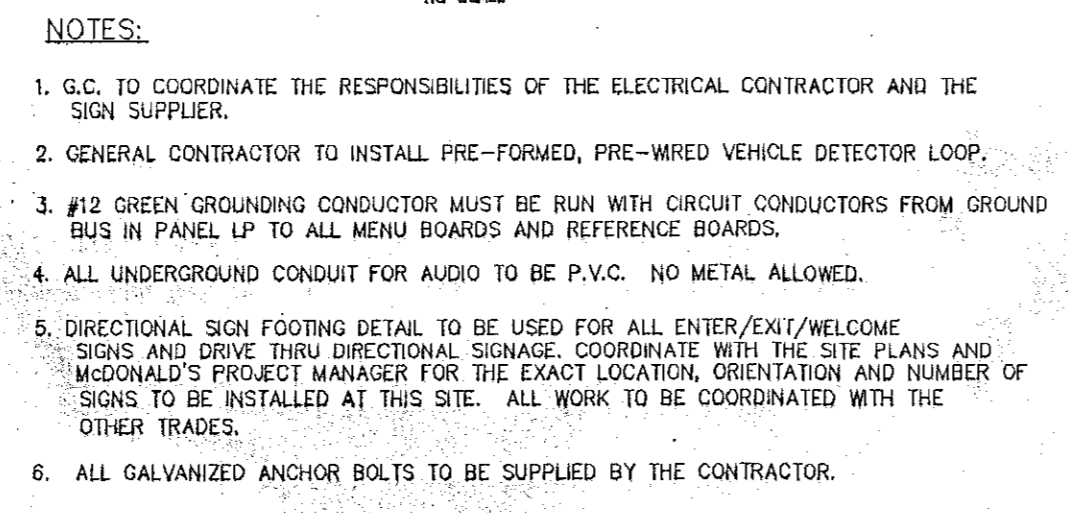 NOTES:
1. G.C. TO COORDINATE THE RESPONSIBILITIES OF THE ELECTRICAL CONTRACTOR AND THE
SIGN SUPPLIER.
2. GENERAL CONTRACTOR TO INSTALL PRE-FORMED, PRE-WIRED VEHICLE DETECTOR LOOP.
3. #12 GREEN GROUNDING CONDUCTOR MUST BE RUN WITH CIRCUIT CONDUCTORS FROM GROUND
BUS IN PANEL LP TO ALL MENU BOARDS AND REFERENCE BOARDS.
4. ALL UNDERGROUND CONDUIT FOR AUDIO TO BE P.V.C. NO METAL ALLOWED.
5. DIRECTIONAL SIGN FOOTING DETAIL TO BE USED FOR ALL ENTER/EXIT/WELCOME
SIGNS AND DRIVE THRU DIRECTIONAL SIGNAGE. COORDINATE WITH THE SITE PLANS AND
McDONALD'S PROJECT MANAGER FOR THE EXACT LOCATION, ORIENTATION AND NUMBER OF
SIGNS TO BE INSTALLED AT THIS SITE. ALL WORK TO BE COORDINATED WITH THE
OTHER TRADES.
6. ALL GALVANIZED ANCHOR BOLTS TO BE SUPPLIED BY THE CONTRACTOR.